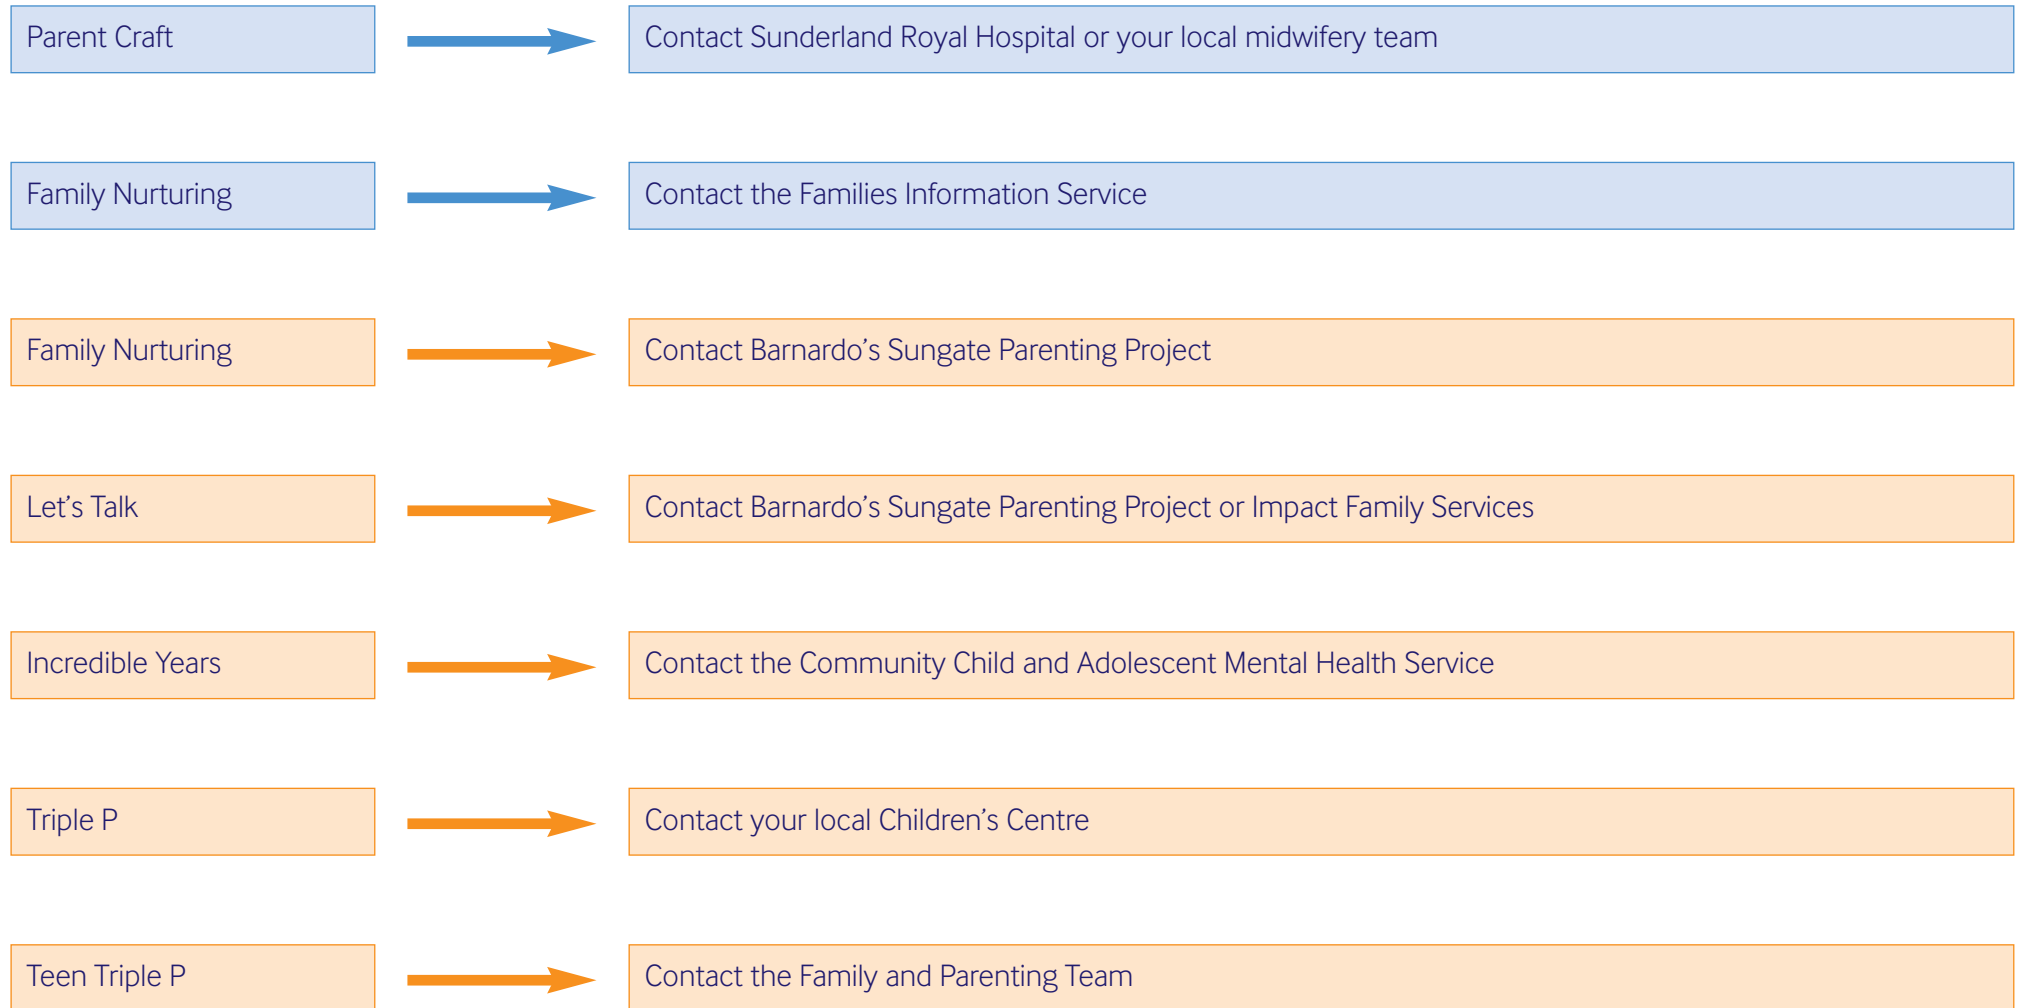 Parent Craft
Contact Sunderland Royal Hospital or your local midwifery team
Family Nurturing
Contact the Families Information Service
Family Nurturing
Contact Barnardo’s Sungate Parenting Project
Let’s Talk
Contact Barnardo’s Sungate Parenting Project or Impact Family Services
Incredible Years
Contact the Community Child and Adolescent Mental Health Service
Triple P
Contact your local Children’s Centre
Teen Triple P
Contact the Family and Parenting Team